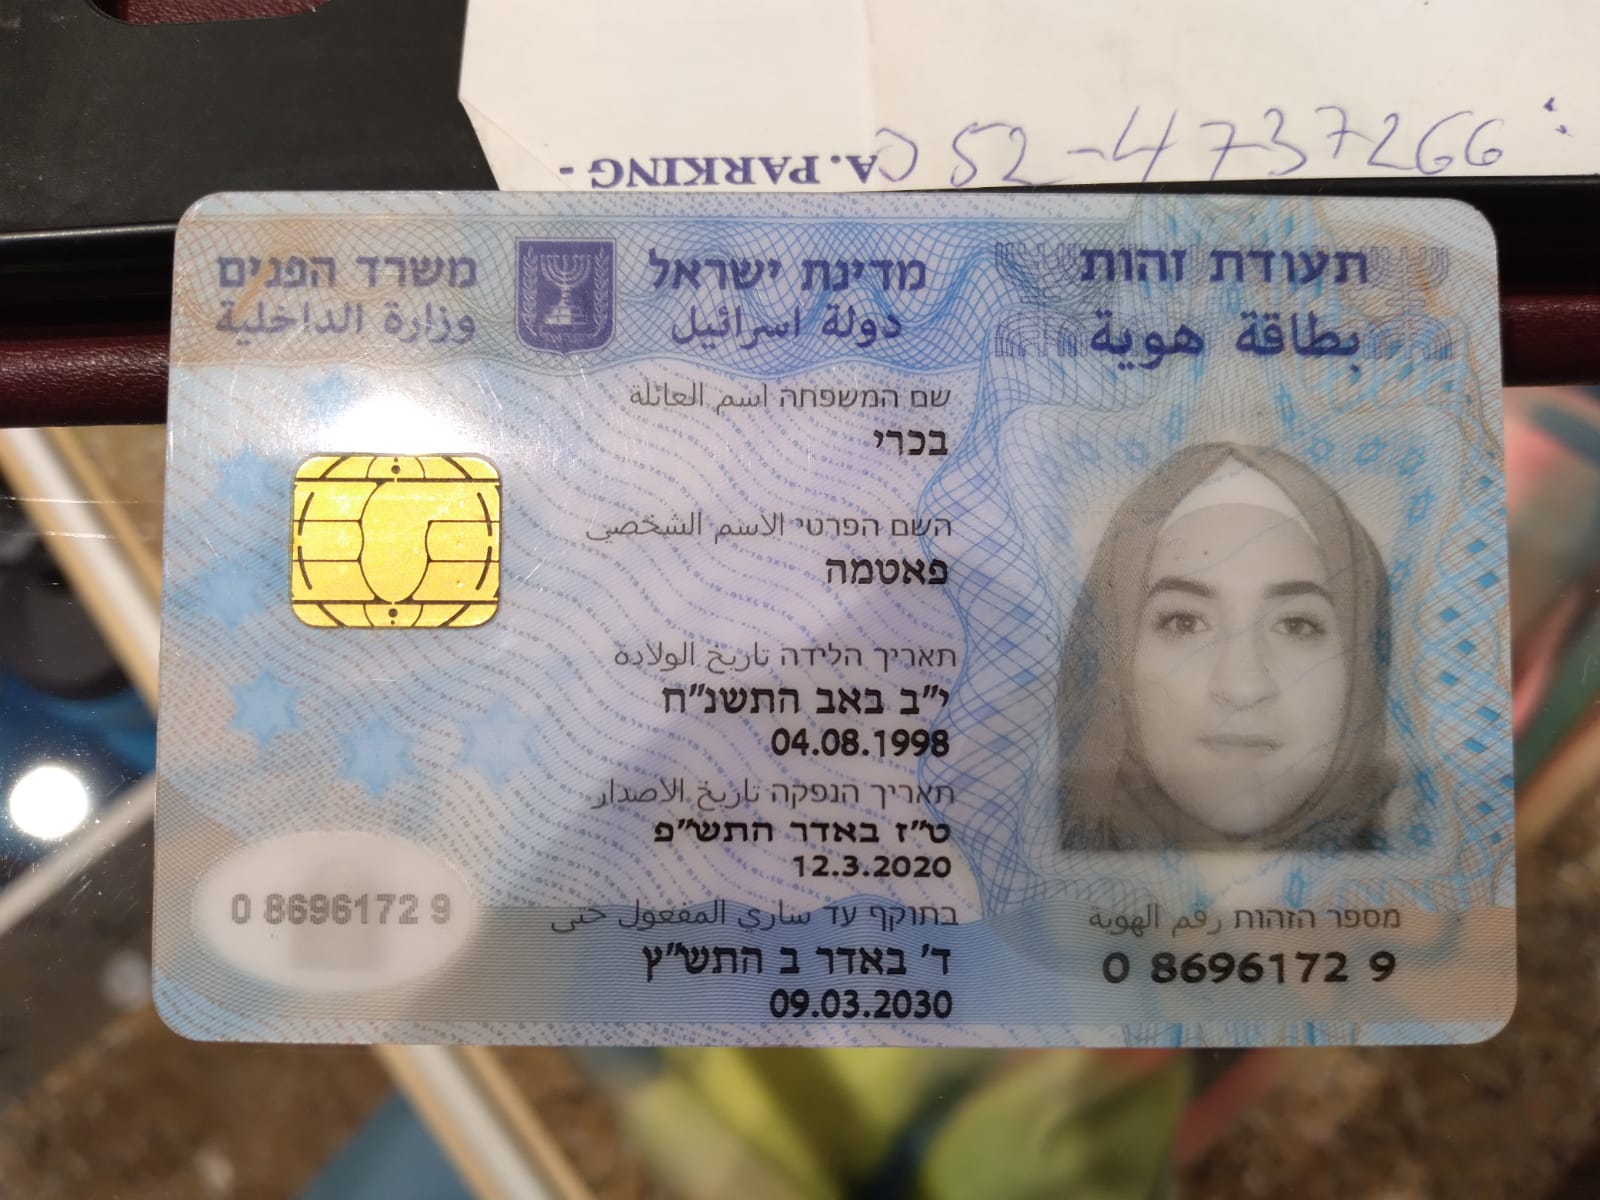 052-4737266
A. PARKING -
תעודת זהות
بطاقة هوية
מדינת ישראל
دولة اسرائيل
משרד הפנים
وزارة الداخلية
שם המשפחה اسم العائلة
בכרי
השם הפרטי الاسم الشخصي
פאטמה
תאריך הלידה تاريخ الولادة
י"ב באב התשנ"ח
04.08.1998
תאריך הנפקה تاريخ الاصدار
ט"ז באדר התש"פ
12.3.2020
בתוקף עד ساري المفعول حتى
ד' באדר ב התש"ץ
09.03.2030
מספר הזהות رقم الهوية
0 8696172 9
0 8696172 9